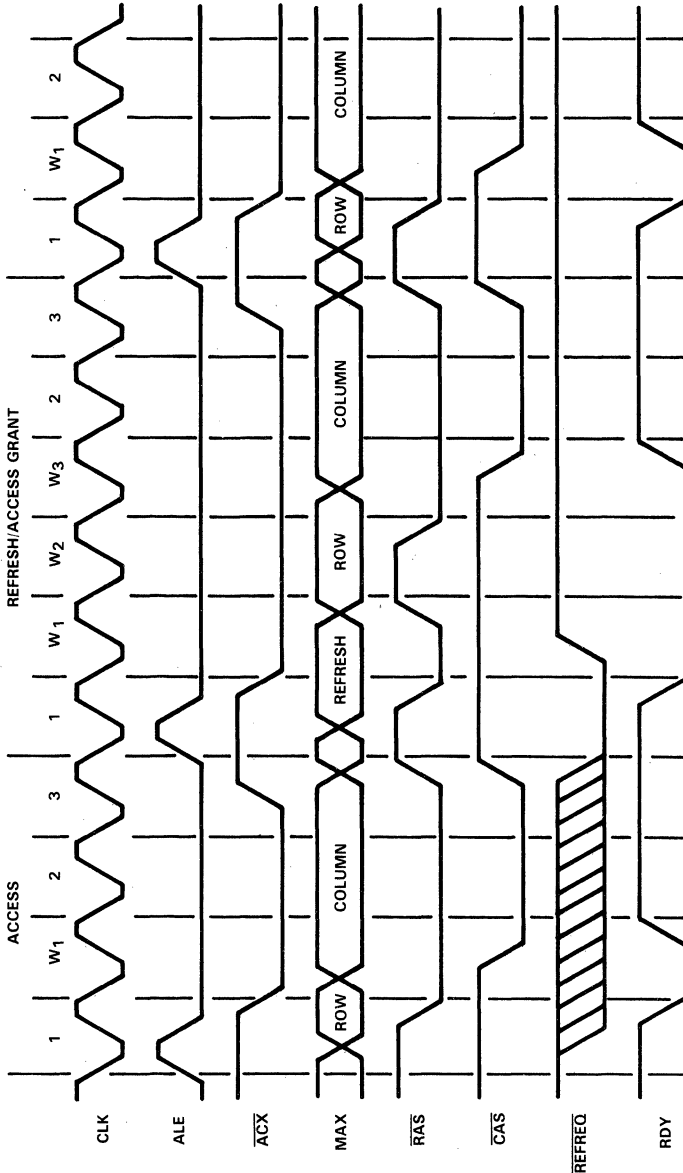 ACCESS
REFRESH/ACCESS GRANT
1 W1 2 3 1 W1 W2 W3 2 3 1 W1 2
CLK
ALE
ACX
MAX
ROW COLUMN REFRESH ROW COLUMN ROW COLUMN
RAS
CAS
REFREQ
RDY